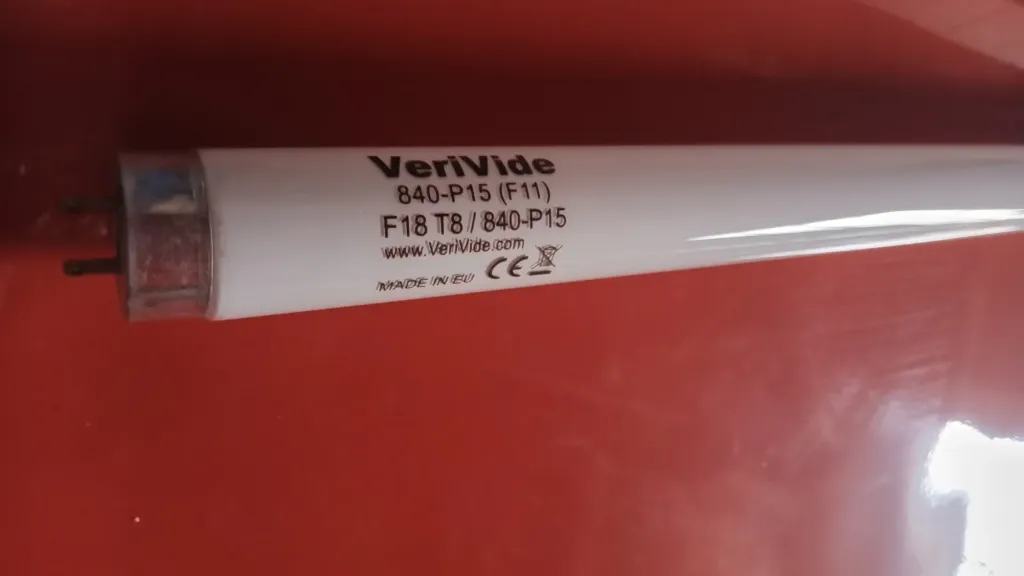 VeriVide
840-P15 (F11)
F18 T8 / 840-P15
www.VeriVide.com
MADE IN EU CE